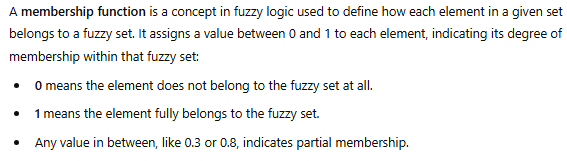 A membership function is a concept in fuzzy logic used to define how each element in a given set
belongs to a fuzzy set. It assigns a value between 0 and 1 to each element, indicating its degree of
membership within that fuzzy set:
• 0 means the element does not belong to the fuzzy set at all.
• 1 means the element fully belongs to the fuzzy set.
• Any value in between, like 0.3 or 0.8, indicates partial membership.